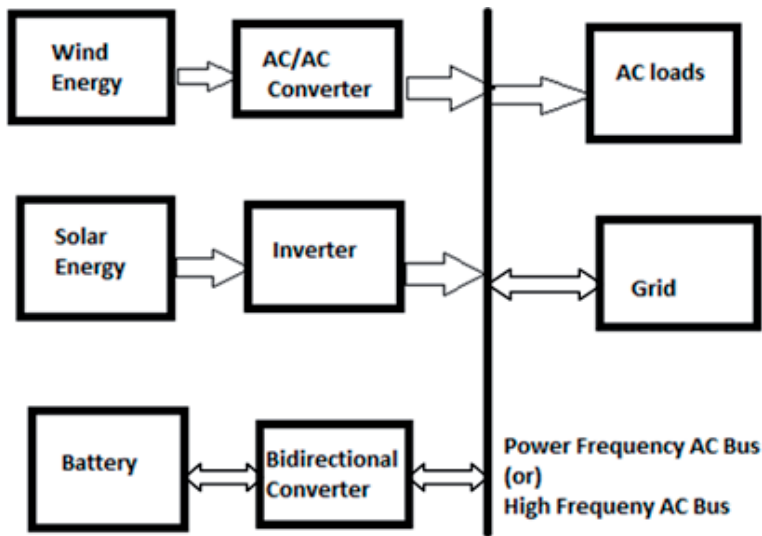 Wind
Energy
AC/AC
Converter
AC loads
Solar
Energy
Inverter
Grid
Battery
Bidirectional
Converter
Power Frequency AC Bus
(or)
High Frequeny AC Bus